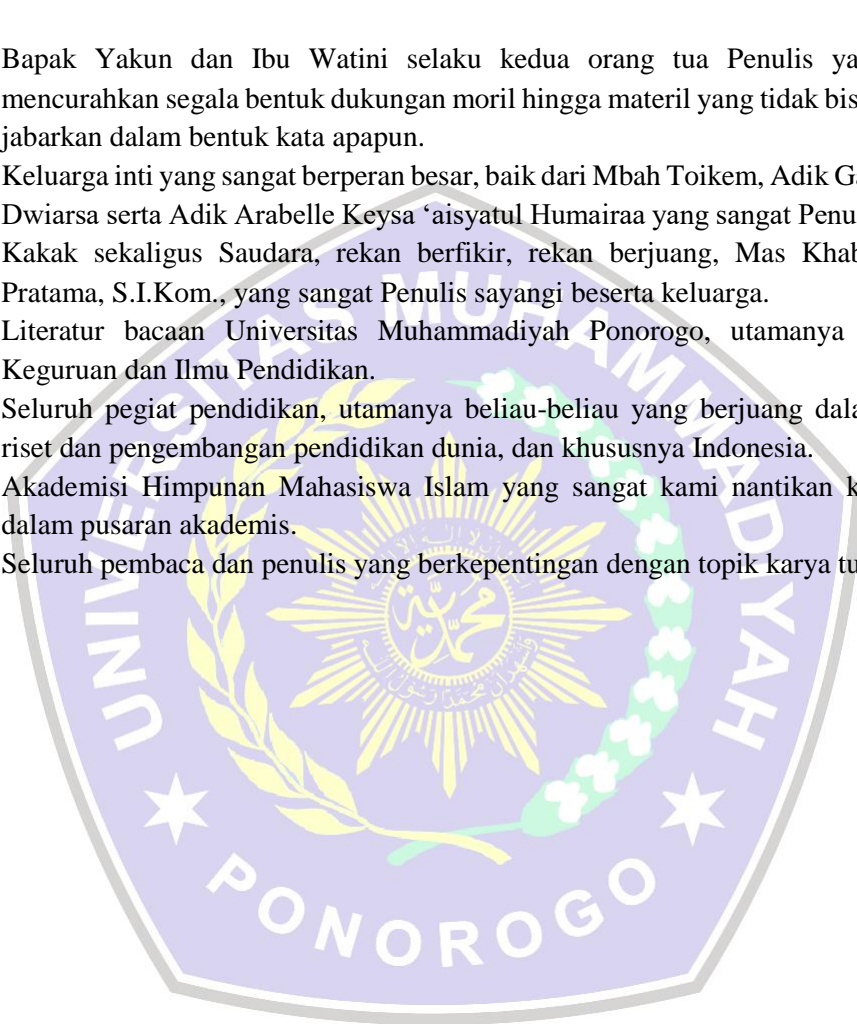 Bapak Yakun dan Ibu Watini selaku kedua orang tua Penulis ya
mencurahkan segala bentuk dukungan moril hingga materil yang tidak bis
jabarkan dalam bentuk kata apapun.
Keluarga inti yang sangat berperan besar, baik dari Mbah Toikem, Adik Ga
Dwiarsa serta Adik Arabelle Keysa ‘aisyatul Humairaa yang sangat Penu
Kakak sekaligus Saudara, rekan berfikir, rekan berjuang, Mas Khab
Pratama, S.I.Kom., yang sangat Penulis sayangi beserta keluarga.
Literatur bacaan Universitas Muhammadiyah Ponorogo, utamanya
Keguruan dan Ilmu Pendidikan.
Seluruh pegiat pendidikan, utamanya beliau-beliau yang berjuang dala
riset dan pengembangan pendidikan dunia, dan khususnya Indonesia.
Akademisi Himpunan Mahasiswa Islam yang sangat kami nantikan k
dalam pusaran akademis.
Seluruh pembaca dan penulis yang berkepentingan dengan topik karya tu
UNIVERSITAS MUHAMMADIYAH
محمدية
PONOROGO